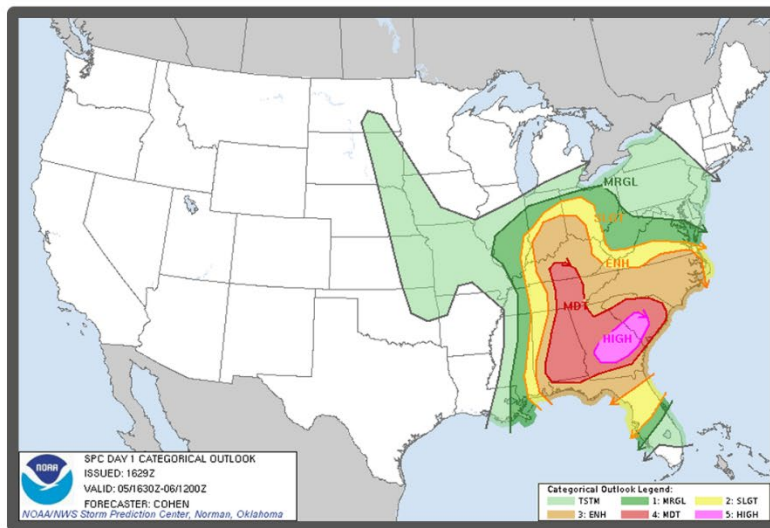 MRGL
SLGT
ENH
MDT
HIGH
NOAA
SPC DAY 1 CATEGORICAL OUTLOOK
ISSUED: 1629Z
VALID: 05/1630Z-06/1200Z
FORECASTER: COHEN
NOAA/NWS Storm Prediction Center, Norman, Oklahoma
Categorical Outlook Legend:
TSTM 1: MRGL 2: SLGT
3: ENH 4: MDT 5: HIGH